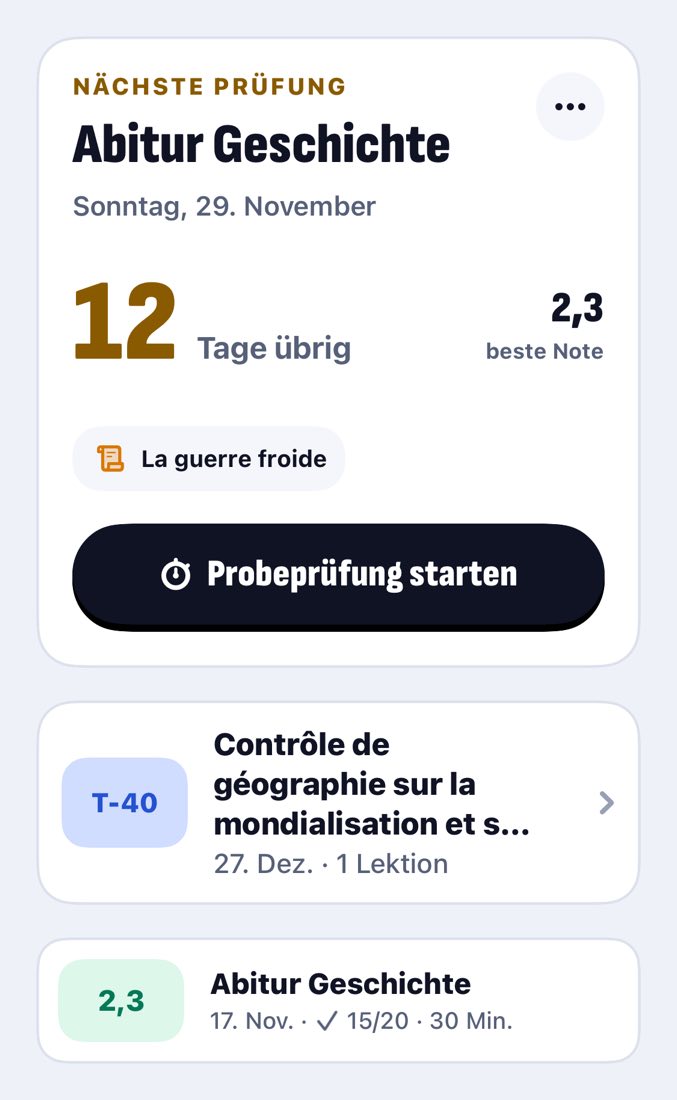 NÄCHSTE PRÜFUNG
Abitur Geschichte
Sonntag, 29. November
12 Tage übrig
2,3
beste Note
La guerre froide
Probeprüfung starten
T-40
Contrôle de
géographie sur la
mondialisation et s...
27. Dez. · 1 Lektion
2,3
Abitur Geschichte
17. Nov. · ✓ 15/20 · 30 Min.